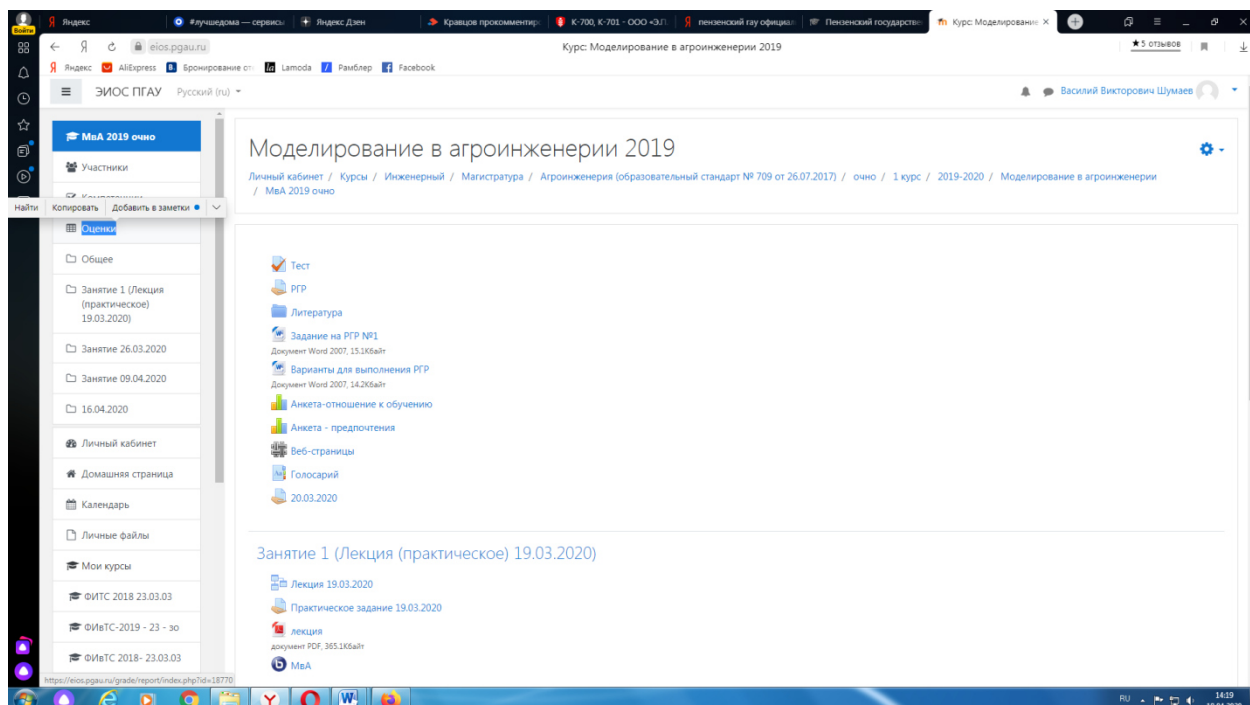 Войти
Яндекс
#лучшедома — сервисы
Яндекс Дзен
Кравцов прокомментиро
К-700, К-701 - ООО «ЭЛ
пензенский гау официал
Пензенский государстве
Курс: Моделирование
eios.pgau.ru
Курс: Моделирование в агроинженерии 2019
★5 отзывов
Яндекс
AliExpress
Бронирование от
Lamoda
Рамблер
Facebook
ЭИОС ПГАУ
Русский (ru)
Василий Викторович Шумаев
МвА 2019 очно
Участники
Найти
Копировать
Добавить в заметки
Оценки
Общее
Занятие 1 (Лекция
(практическое)
19.03.2020)
Занятие 26.03.2020
Занятие 09.04.2020
16.04.2020
Личный кабинет
Домашняя страница
Календарь
Личные файлы
Мои курсы
ФИТС 2018 23.03.03
ФИвТС-2019 - 23 - зо
ФИвТС 2018- 23.03.03
https://eios.pgau.ru/grade/report/index.php?id=18770
Моделирование в агроинженерии 2019
Личный кабинет / Курсы / Инженерный / Магистратура / Агроинженерия (образовательный стандарт № 709 от 26.07.2017) / очно / 1 курс / 2019-2020 / Моделирование в агроинженерии
/ МвА 2019 очно
Тест
РГР
Литература
Задание на РГР №1
Документ Word 2007, 15.1Кбайт
Варианты для выполнения РГР
Документ Word 2007, 14.2Кбайт
Анкета-отношение к обучению
Анкета - предпочтения
Веб-страницы
Голосарий
20.03.2020
Занятие 1 (Лекция (практическое) 19.03.2020)
Лекция 19.03.2020
Практическое задание 19.03.2020
лекция
документ PDF, 365.1Кбайт
МвА
RU
14:19